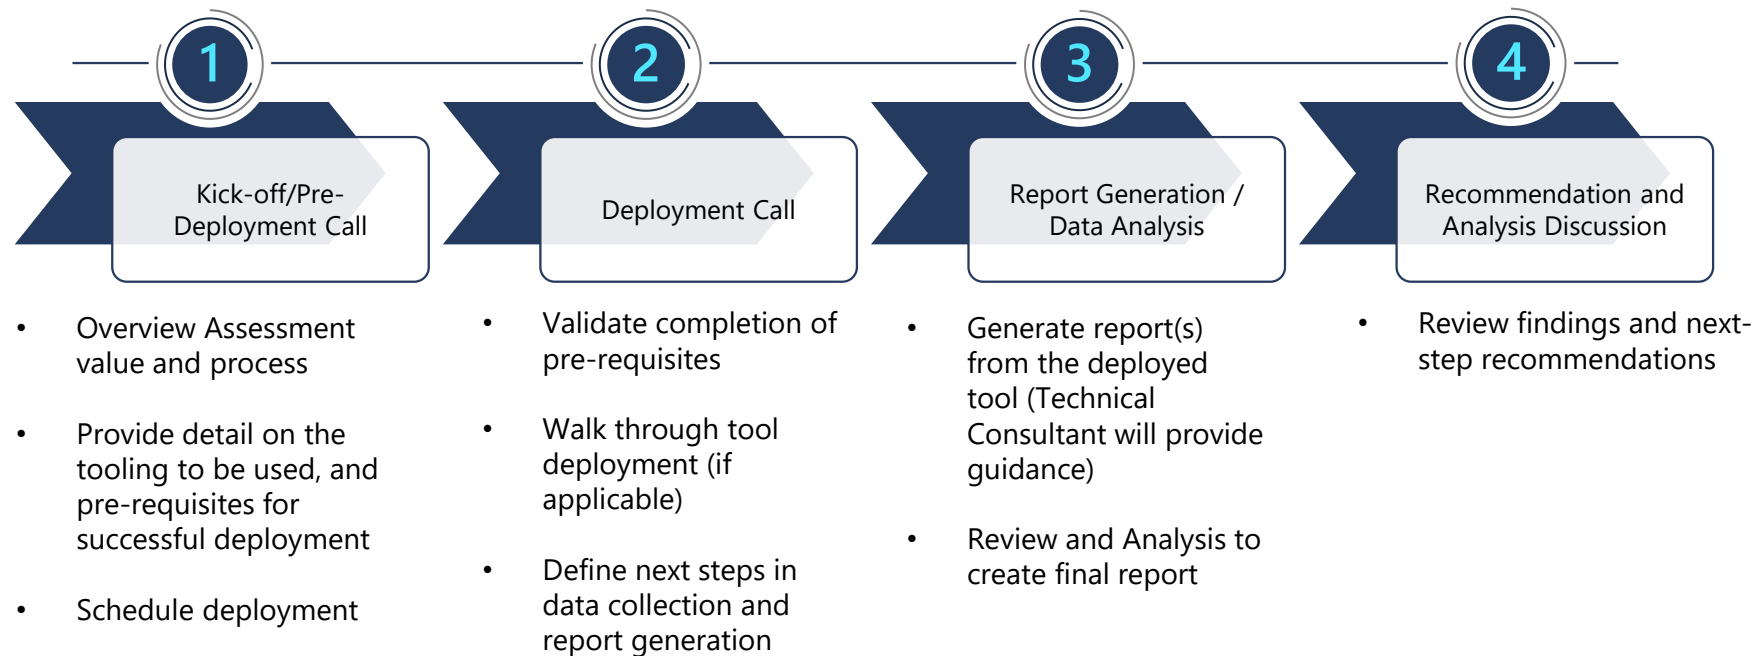 1
Kick-off/Pre-
Deployment Call
• Overview Assessment
value and process
• Provide detail on the
tooling to be used, and
pre-requisites for
successful deployment
• Schedule deployment
2
Deployment Call
• Validate completion of
pre-requisites
• Walk through tool
deployment (if
applicable)
• Define next steps in
data collection and
report generation
3
Report Generation /
Data Analysis
• Generate report(s)
from the deployed
tool (Technical
Consultant will provide
guidance)
• Review and Analysis to
create final report
4
Recommendation and
Analysis Discussion
• Review findings and next-
step recommendations